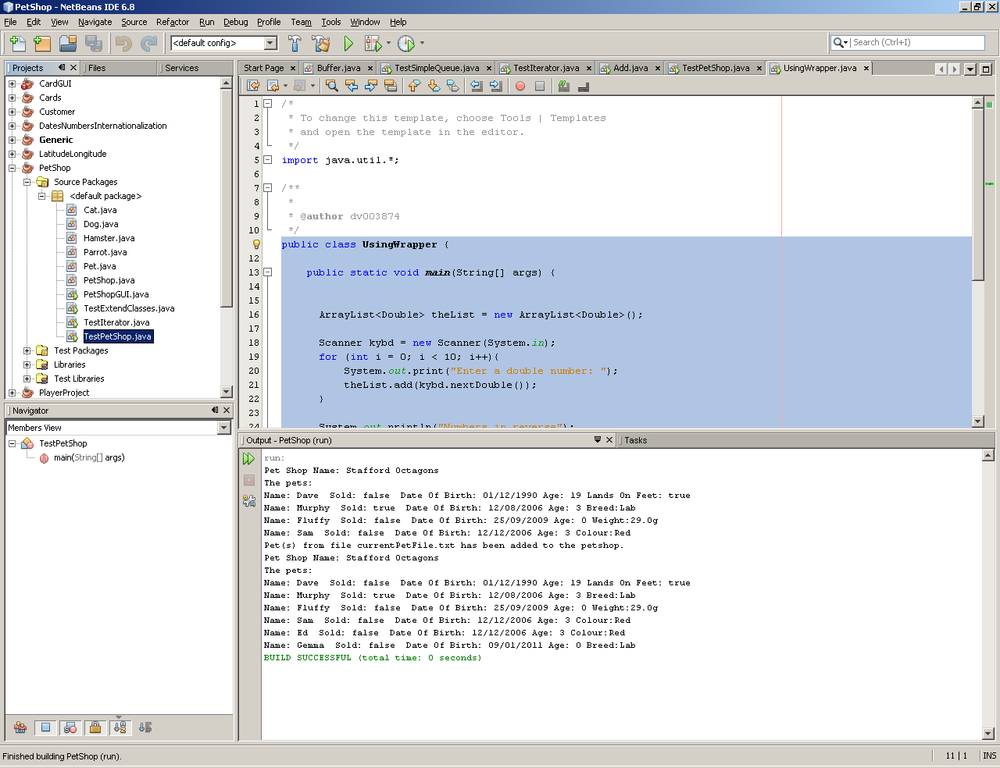 PetShop - NetBeans IDE 6.8
File Edit View Navigate Source Refactor Run Debug Profile Team Tools Window Help
<default config>
Search (Ctrl+I)
Projects
Files
Services
CardGUI
Cards
Customer
DatesNumbersInternationalization
Generic
LatitudeLongitude
PetShop
Source Packages
<default package>
Cat.java
Dog.java
Hamster.java
Parrot.java
Pet.java
PetShop.java
PetShopGUI.java
TestExtendClasses.java
TestIterator.java
TestPetShop.java
Test Packages
Libraries
Test Libraries
PlayerProject
Navigator
Members View
TestPetShop
main(String[] args)
Start Page
Buffer.java
TestSimpleQueue.java
TestIterator.java
Add.java
TestPetShop.java
UsingWrapper.java
1 /*
2 * To change this template, choose Tools | Templates
3 * and open the template in the editor.
4 */
5 import java.util.*;
6
7 /**
8 *
9 * @author dv003874
10 */
public class UsingWrapper {
12
13 public static void main(String[] args) {
14
15
16 ArrayList<Double> theList = new ArrayList<Double>();
17
18 Scanner kybd = new Scanner(System.in);
19 for (int i = 0; i < 10; i++){
20 System.out.print("Enter a double number: ");
21 theList.add(kybd.nextDouble());
22 }
23
24 System.out.println("Numbers in reverse");
Output - PetShop (run)
Tasks
run:
Pet Shop Name: Stafford Octagons
The pets:
Name: Dave  Sold: false  Date Of Birth: 01/12/1990 Age: 19 Lands On Feet: true
Name: Murphy  Sold: true  Date Of Birth: 12/08/2006 Age: 3 Breed:Lab
Name: Fluffy  Sold: false  Date Of Birth: 25/09/2009 Age: 0 Weight:29.0g
Name: Sam  Sold: false  Date Of Birth: 12/12/2006 Age: 3 Colour:Red
Pet(s) from file currentPetFile.txt has been added to the petshop.
Pet Shop Name: Stafford Octagons
The pets:
Name: Dave  Sold: false  Date Of Birth: 01/12/1990 Age: 19 Lands On Feet: true
Name: Murphy  Sold: true  Date Of Birth: 12/08/2006 Age: 3 Breed:Lab
Name: Fluffy  Sold: false  Date Of Birth: 25/09/2009 Age: 0 Weight:29.0g
Name: Sam  Sold: false  Date Of Birth: 12/12/2006 Age: 3 Colour:Red
Name: Ed  Sold: false  Date Of Birth: 12/12/2006 Age: 3 Colour:Red
Name: Gemma  Sold: false  Date Of Birth: 09/01/2011 Age: 0 Breed:Lab
BUILD SUCCESSFUL (total time: 0 seconds)
Finished building PetShop (run).
11 | 1
INS